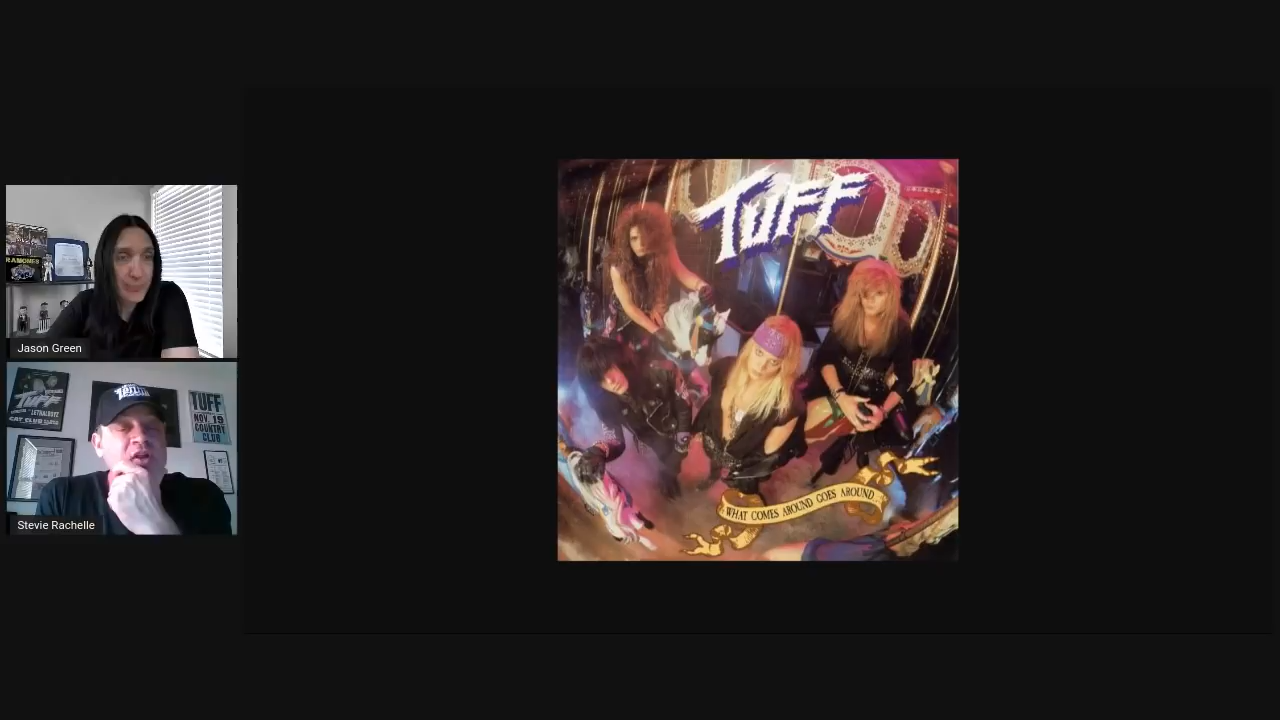 RAMONES
Jason Green
TUFF
TUFF
NOV 19
COUNTRY
CLUB
Stevie Rachelle
TUFF
WHAT COMES AROUND GOES AROUND